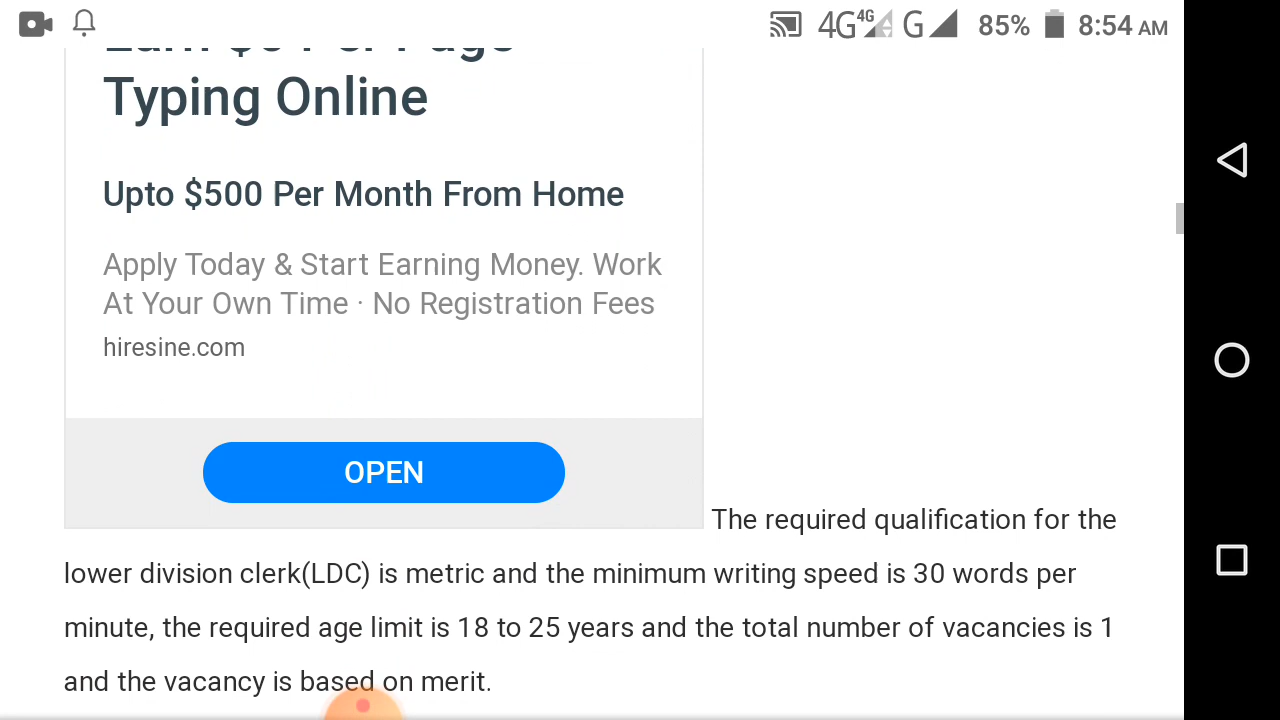 4G 4G G 85% 8:54 AM
Typing Online
Upto $500 Per Month From Home
Apply Today & Start Earning Money. Work
At Your Own Time · No Registration Fees
hiresine.com
OPEN
The required qualification for the
lower division clerk(LDC) is metric and the minimum writing speed is 30 words per
minute, the required age limit is 18 to 25 years and the total number of vacancies is 1
and the vacancy is based on merit.